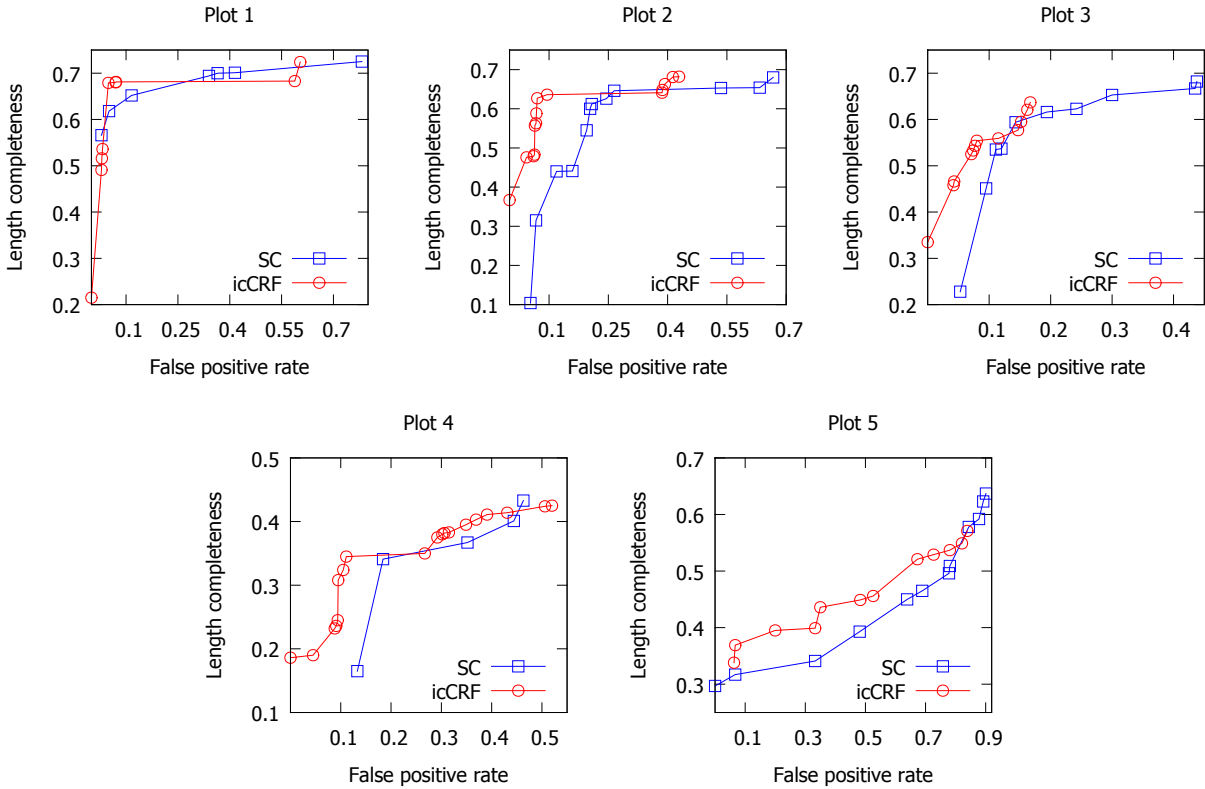 Plot 1
Length completeness
0.7
0.6
0.5
0.4
0.3
0.2
SC
icCRF
0.1 0.25 0.4 0.55 0.7
False positive rate
Plot 2
Length completeness
0.7
0.6
0.5
0.4
0.3
0.2
0.1
SC
icCRF
0.1 0.25 0.4 0.55 0.7
False positive rate
Plot 3
Length completeness
0.7
0.6
0.5
0.4
0.3
0.2
SC
icCRF
0.1 0.2 0.3 0.4
False positive rate
Plot 4
Length completeness
0.5
0.4
0.3
0.2
0.1
SC
icCRF
0.1 0.2 0.3 0.4 0.5
False positive rate
Plot 5
Length completeness
0.7
0.6
0.5
0.4
0.3
SC
icCRF
0.1 0.3 0.5 0.7 0.9
False positive rate